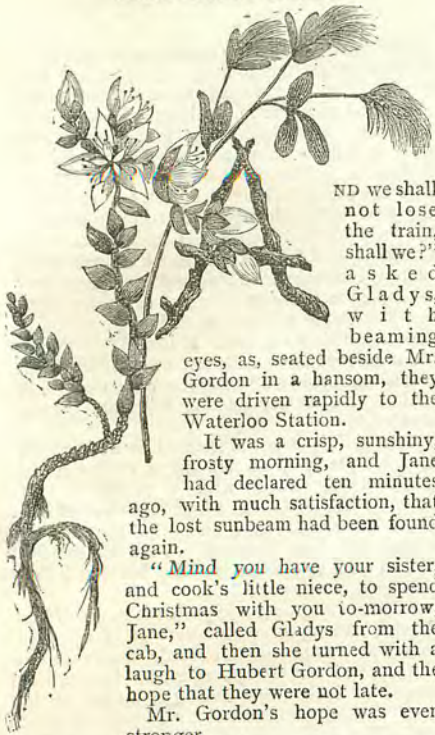 AND we shall
not lose
the train,
shall we?"
asked
Gladys,
with
beaming
eyes, as, seated beside Mr.
Gordon in a hansom, they
were driven rapidly to the
Waterloo Station.
It was a crisp, sunshiny,
frosty morning, and Jane
had declared ten minutes
ago, with much satisfaction, that
the lost sunbeam had been found
again.
"Mind you have your sister,
and cook's little niece, to spend
Christmas with you to-morrow,
Jane," called Gladys from the
cab, and then she turned with a
laugh to Hubert Gordon, and the
hope that they were not late.
Mr. Gordon's hope was even
stronger